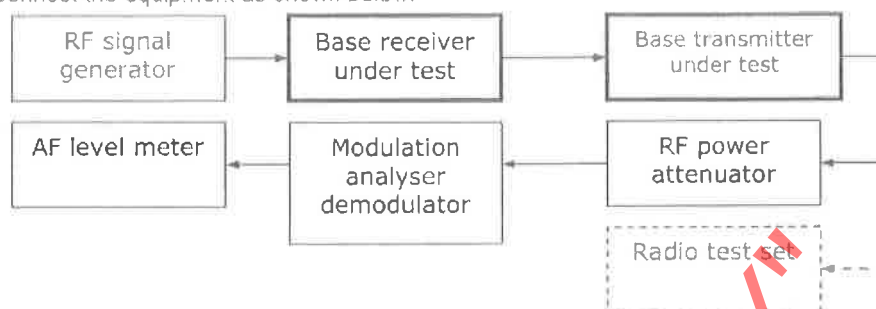 RF signal
generator
Base receiver
under test
Base transmitter
under test
AF level meter
Modulation
analyser
demodulator
RF power
attenuator
Radio test set